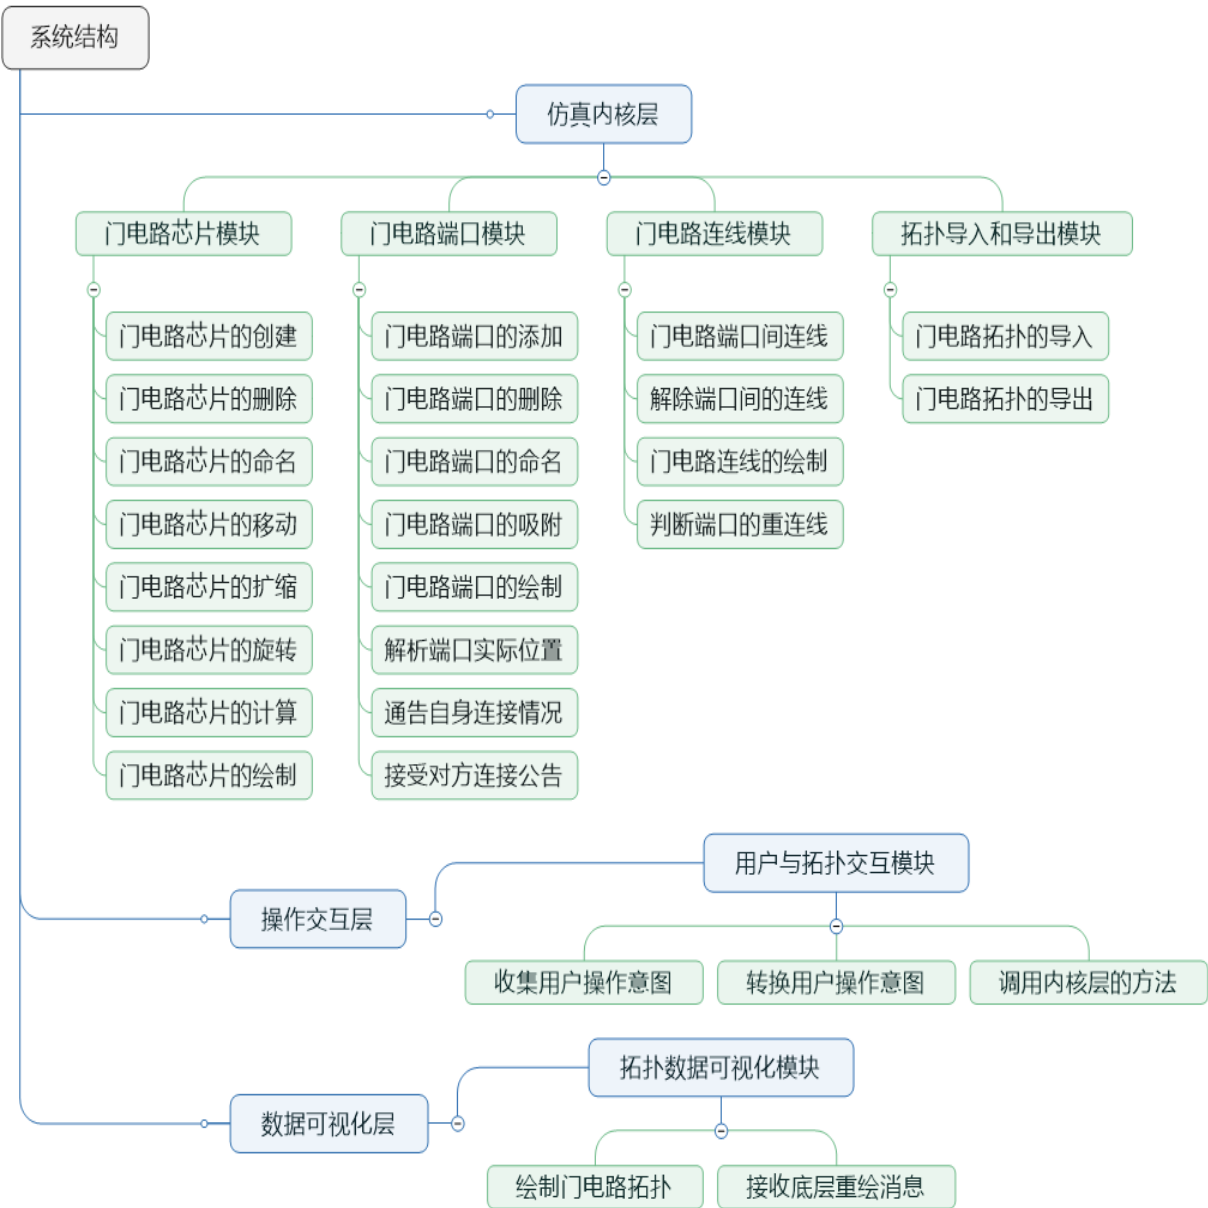 系统结构
仿真内核层
门电路芯片模块
门电路芯片的创建
门电路芯片的删除
门电路芯片的命名
门电路芯片的移动
门电路芯片的扩缩
门电路芯片的旋转
门电路芯片的计算
门电路芯片的绘制
门电路端口模块
门电路端口的添加
门电路端口的删除
门电路端口的命名
门电路端口的吸附
门电路端口的绘制
解析端口实际位置
通告自身连接情况
接受对方连接公告
门电路连线模块
门电路端口间连线
解除端口间的连线
门电路连线的绘制
判断端口的重连线
拓扑导入和导出模块
门电路拓扑的导入
门电路拓扑的导出
操作交互层
用户与拓扑交互模块
收集用户操作意图
转换用户操作意图
调用内核层的方法
数据可视化层
拓扑数据可视化模块
绘制门电路拓扑
接收底层重绘消息